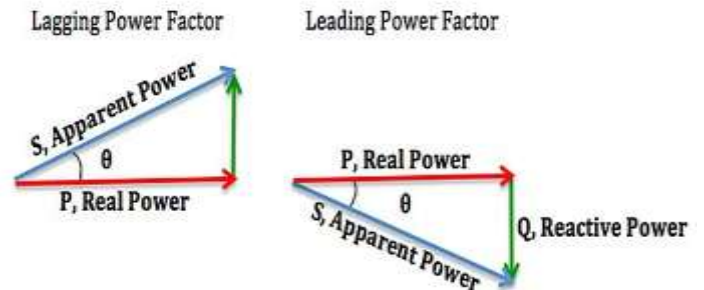 Lagging Power Factor
Leading Power Factor
S, Apparent Power
θ
P, Real Power
P, Real Power
θ
S, Apparent Power
Q, Reactive Power